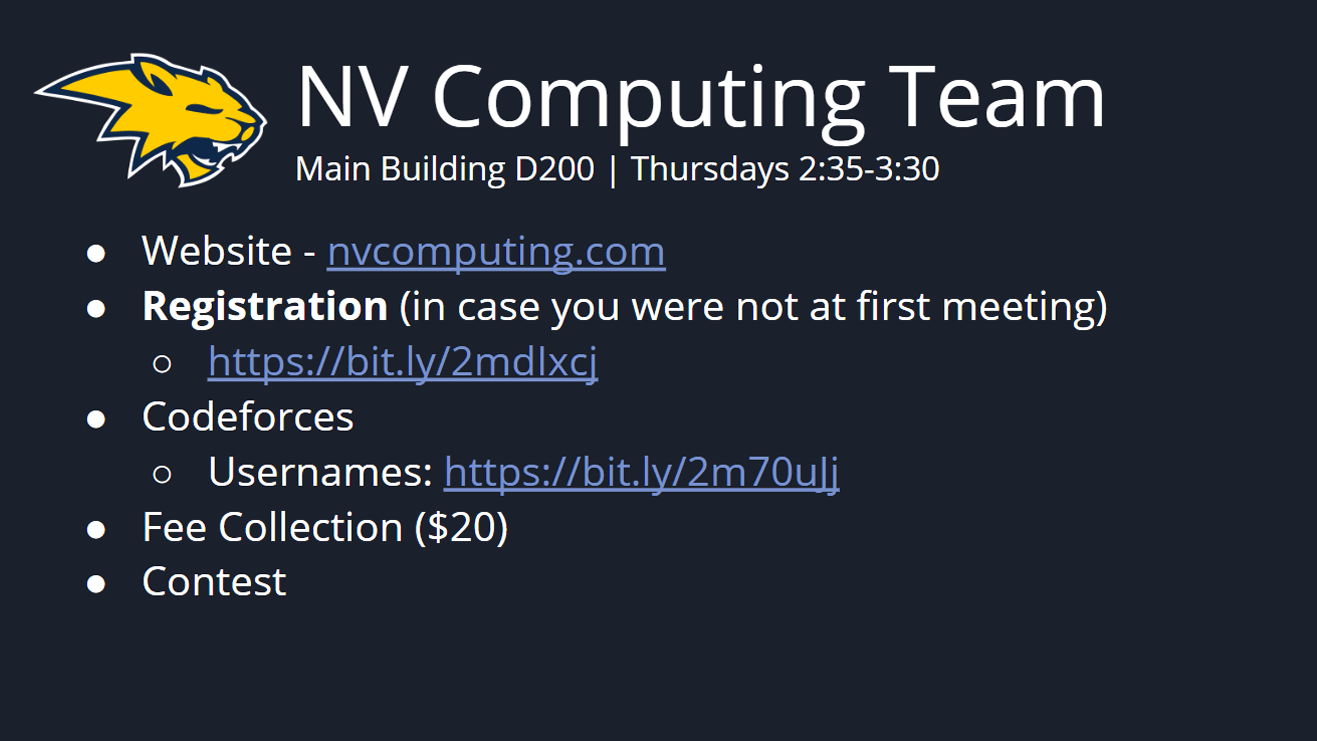 NV Computing Team
Main Building D200 | Thursdays 2:35-3:30
● Website - nvcomputing.com
● Registration (in case you were not at first meeting)
○ https://bit.ly/2mdIxcj
● Codeforces
○ Usernames: https://bit.ly/2m70uJj
● Fee Collection ($20)
● Contest